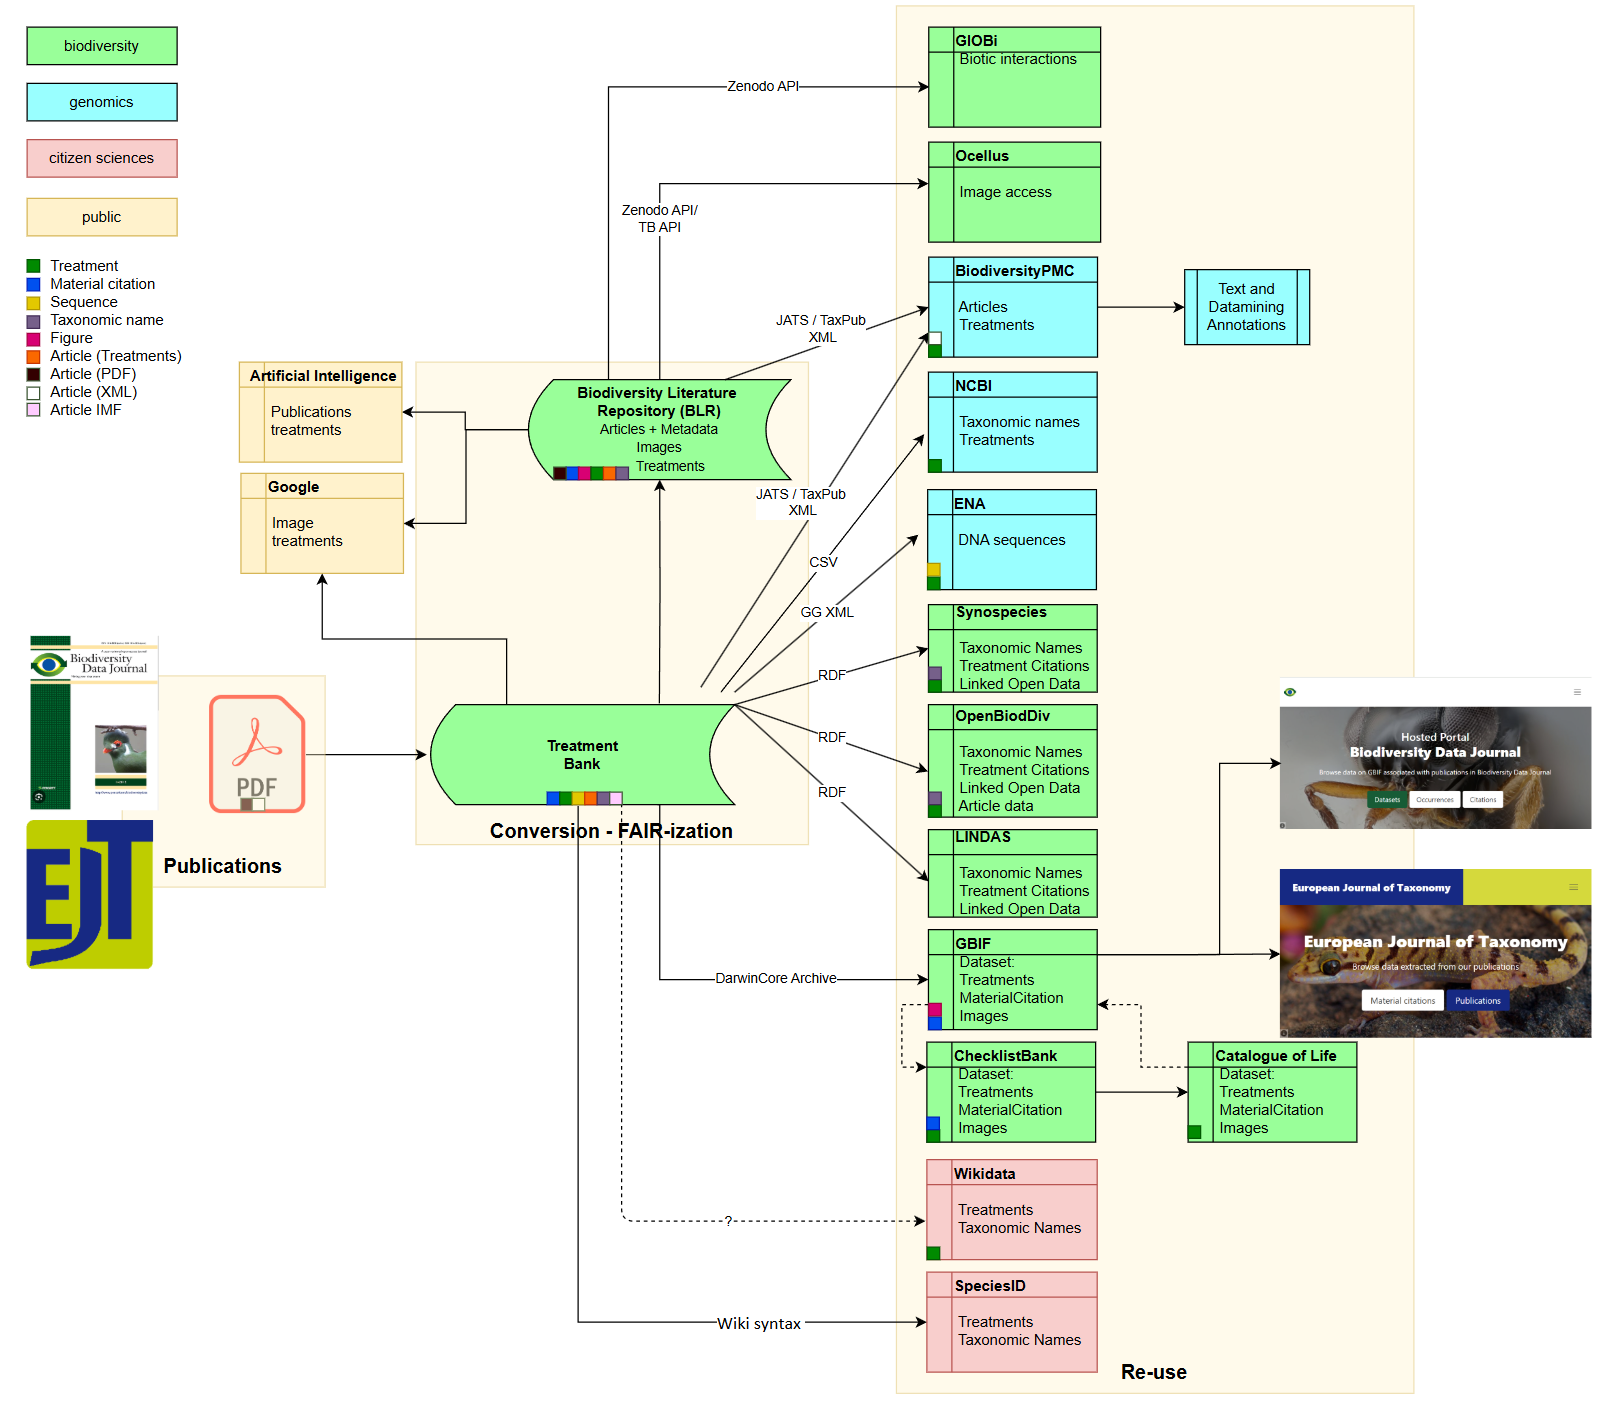 biodiversity
genomics
citizen sciences
public
Treatment
Material citation
Sequence
Taxonomic name
Figure
Article (Treatments)
Article (PDF)
Article (XML)
Article IMF
Artificial Intelligence
Publications
treatments
Google
Image
treatments
Biodiversity
Data Journal
PDF
EJT
Publications
Biodiversity Literature
Repository (BLR)
Articles + Metadata
Images
Treatments
Treatment
Bank
Conversion - FAIR-ization
Zenodo API
Zenodo API/
TB API
JATS / TaxPub
XML
JATS / TaxPub
XML
CSV
GG XML
RDF
RDF
RDF
DarwinCore Archive
?
Wiki syntax
GIOBi
Biotic interactions
Ocellus
Image access
BiodiversityPMC
Articles
Treatments
Text and
Datamining
Annotations
NCBI
Taxonomic names
Treatments
ENA
DNA sequences
Synospecies
Taxonomic Names
Treatment Citations
Linked Open Data
OpenBiodDiv
Taxonomic Names
Treatment Citations
Linked Open Data
Article data
LINDAS
Taxonomic Names
Treatment Citations
Linked Open Data
GBIF
Dataset:
Treatments
MaterialCitation
Images
ChecklistBank
Dataset:
Treatments
MaterialCitation
Images
Catalogue of Life
Dataset:
Treatments
MaterialCitation
Images
Wikidata
Treatments
Taxonomic Names
SpeciesID
Treatments
Taxonomic Names
Re-use
Hosted Portal
Biodiversity Data Journal
Browse data on GBIF associated with publications in Biodiversity Data Journal
Datasets
Occurrences
Citations
European Journal of Taxonomy
European Journal of Taxonomy
Browse data extracted from our publications
Material citations
Publications